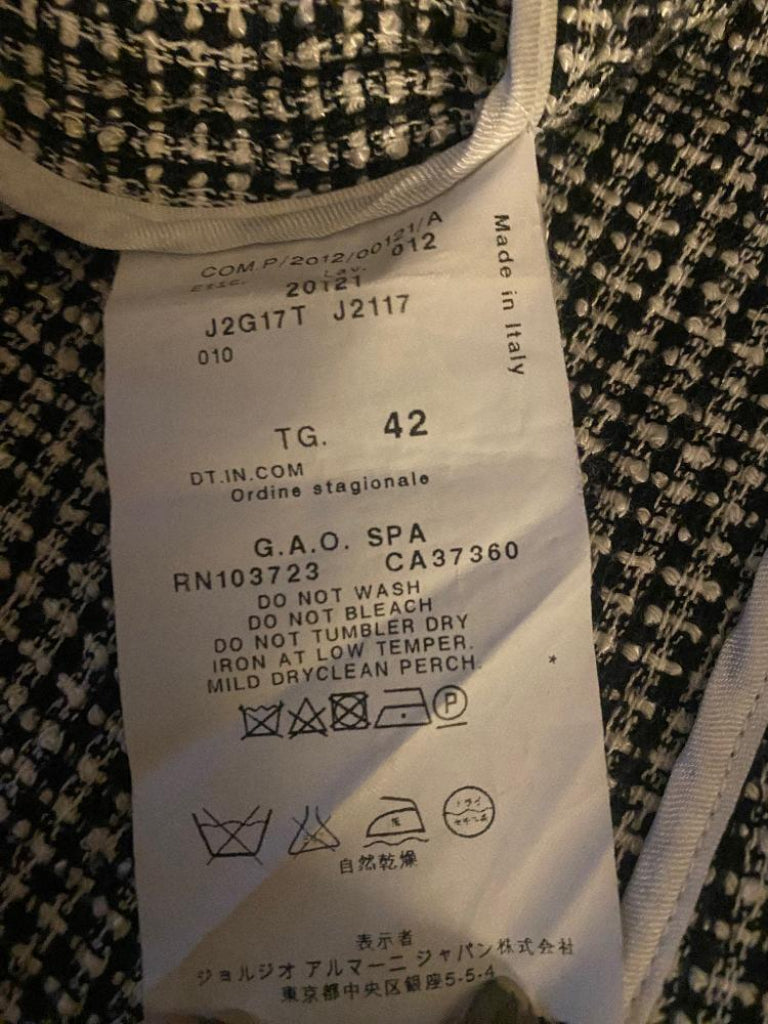 COM.P/2012/00121/A
Lav. 012
20121
J2G17T J2117
010
Made in Italy
TG. 42
DT.IN.COM
Ordine stagionale
G.A.O. SPA
RN103723 CA37360
DO NOT WASH
DO NOT BLEACH
DO NOT TUMBLER DRY
IRON AT LOW TEMPER.
MILD DRYCLEAN PERCH.
*
P
自然乾燥
表示者
ジョルジオ アルマーニ ジャパン株式会社
東京都中央区銀座5-5-4